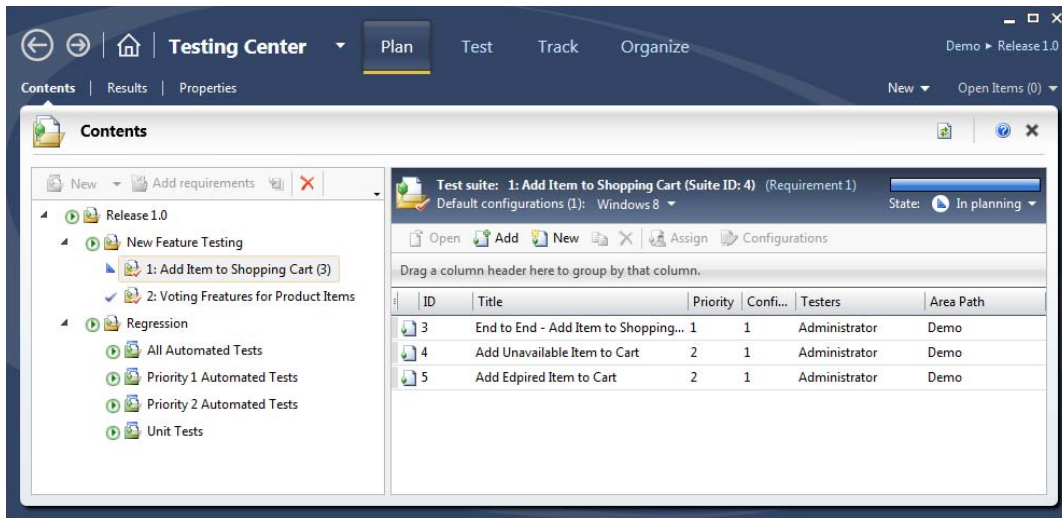 Testing Center Plan Test Track Organize Demo ▸ Release 1.0
Contents | Results | Properties New Open Items (0)
Contents
New Add requirements
Release 1.0
New Feature Testing
1: Add Item to Shopping Cart (3)
2: Voting Freatures for Product Items
Regression
All Automated Tests
Priority 1 Automated Tests
Priority 2 Automated Tests
Unit Tests
Test suite: 1: Add Item to Shopping Cart (Suite ID: 4) (Requirement 1)
Default configurations (1): Windows 8 State: In planning
Open Add New Assign Configurations
Drag a column header here to group by that column.
ID Title Priority Confi... Testers Area Path
3 End to End - Add Item to Shopping... 1 1 Administrator Demo
4 Add Unavailable Item to Cart 2 1 Administrator Demo
5 Add Edpired Item to Cart 2 1 Administrator Demo